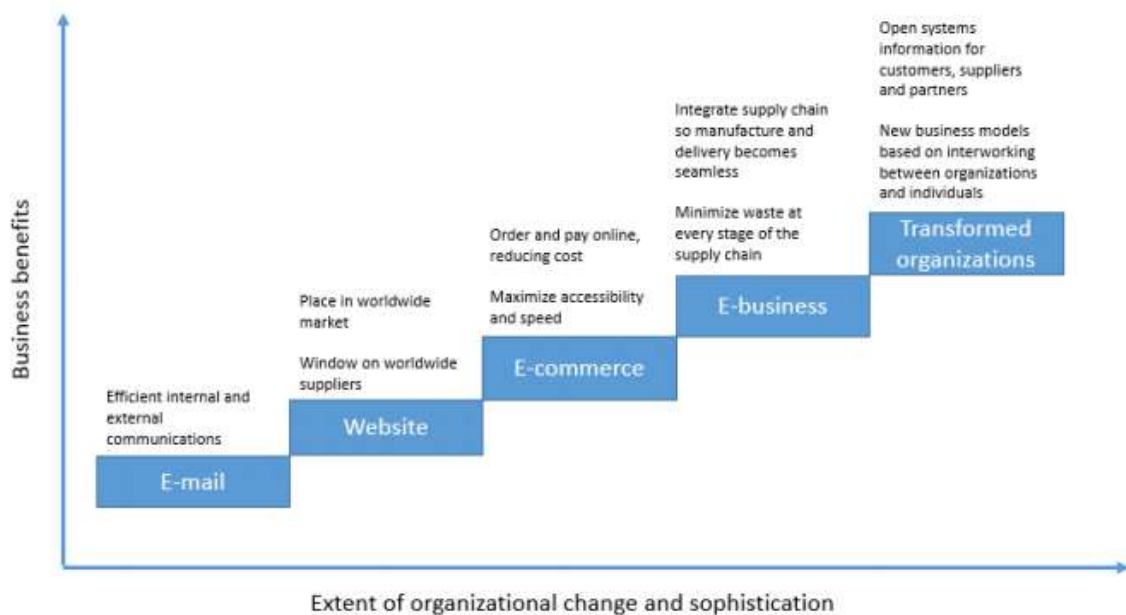 Business benefits
Efficient internal and
external
communications
E-mail
Place in worldwide
market
Window on worldwide
suppliers
Website
Order and pay online,
reducing cost
Maximize accessibility
and speed
E-commerce
Integrate supply chain
so manufacture and
delivery becomes
seamless
Minimize waste at
every stage of the
supply chain
E-business
Open systems
information for
customers, suppliers
and partners
New business models
based on interworking
between organizations
and individuals
Transformed
organizations
Extent of organizational change and sophistication